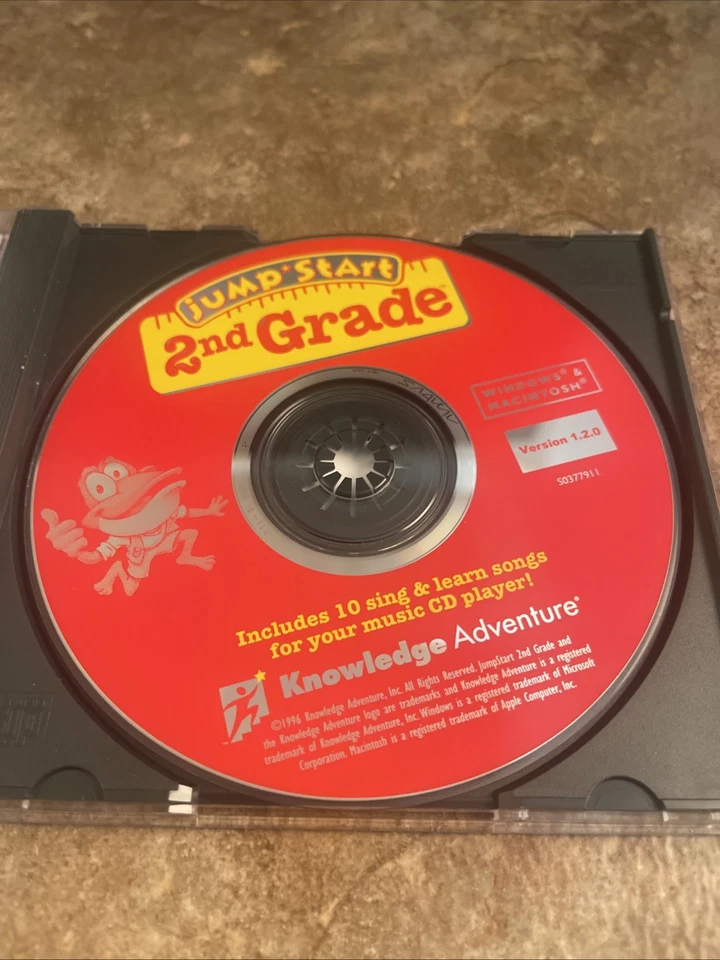 JumpStart
2nd Grade™
WINDOWS® &
MACINTOSH®
Version 1.2.0
S0377911
Includes 10 sing & learn songs
for your music CD player!
Knowledge Adventure®
©1996 Knowledge Adventure, Inc. All Rights Reserved. JumpStart 2nd Grade and
the Knowledge Adventure logo are trademarks and Knowledge Adventure is a registered
trademark of Knowledge Adventure, Inc. Windows is a registered trademark of Microsoft
Corporation. Macintosh is a registered trademark of Apple Computer, Inc.